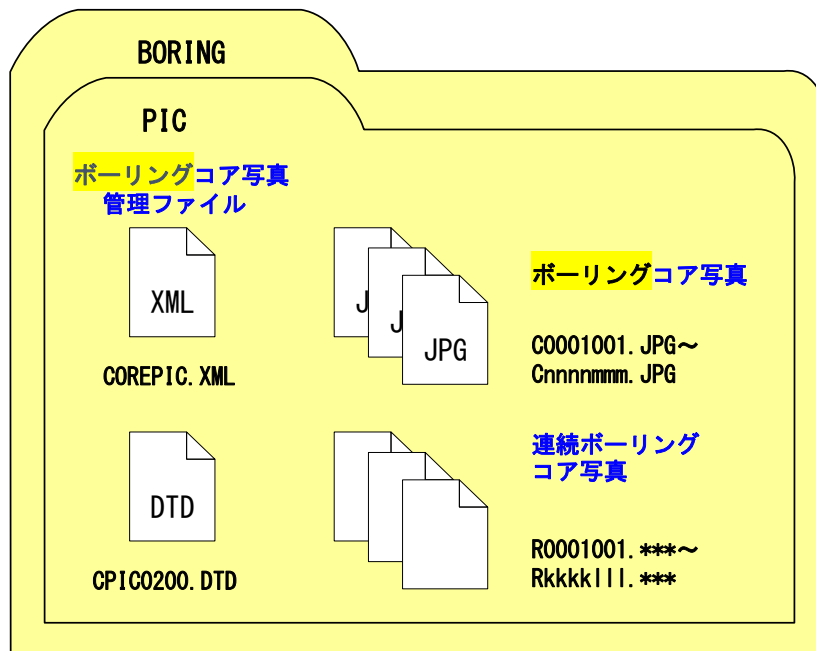 BORING
PIC
ボーリングコア写真
管理ファイル
XML
COREPIC.XML
J
J
JPG
ボーリングコア写真
C0001001.JPG～
Cnnnnmmm.JPG
DTD
CPIC0200.DTD
連続ボーリング
コア写真
R0001001.***～
Rkkkklll.***